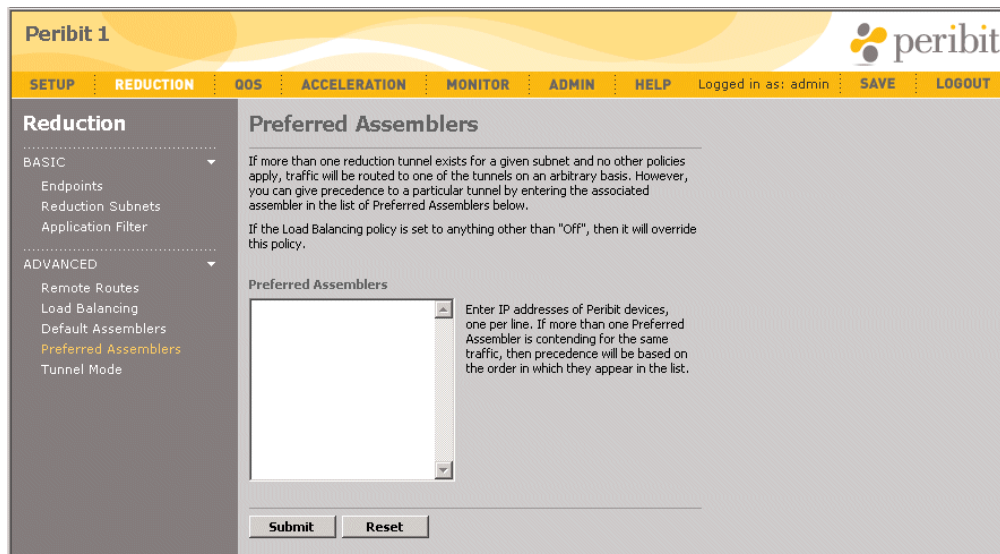 Peribit 1
peribit
SETUP REDUCTION QOS ACCELERATION MONITOR ADMIN HELP Logged in as: admin SAVE LOGOUT
Reduction
BASIC
Endpoints
Reduction Subnets
Application Filter
ADVANCED
Remote Routes
Load Balancing
Default Assemblers
Preferred Assemblers
Tunnel Mode
Preferred Assemblers
If more than one reduction tunnel exists for a given subnet and no other policies
apply, traffic will be routed to one of the tunnels on an arbitrary basis. However,
you can give precedence to a particular tunnel by entering the associated
assembler in the list of Preferred Assemblers below.
If the Load Balancing policy is set to anything other than "Off", then it will override
this policy.
Preferred Assemblers
Enter IP addresses of Peribit devices,
one per line. If more than one Preferred
Assembler is contending for the same
traffic, then precedence will be based on
the order in which they appear in the list.
Submit Reset